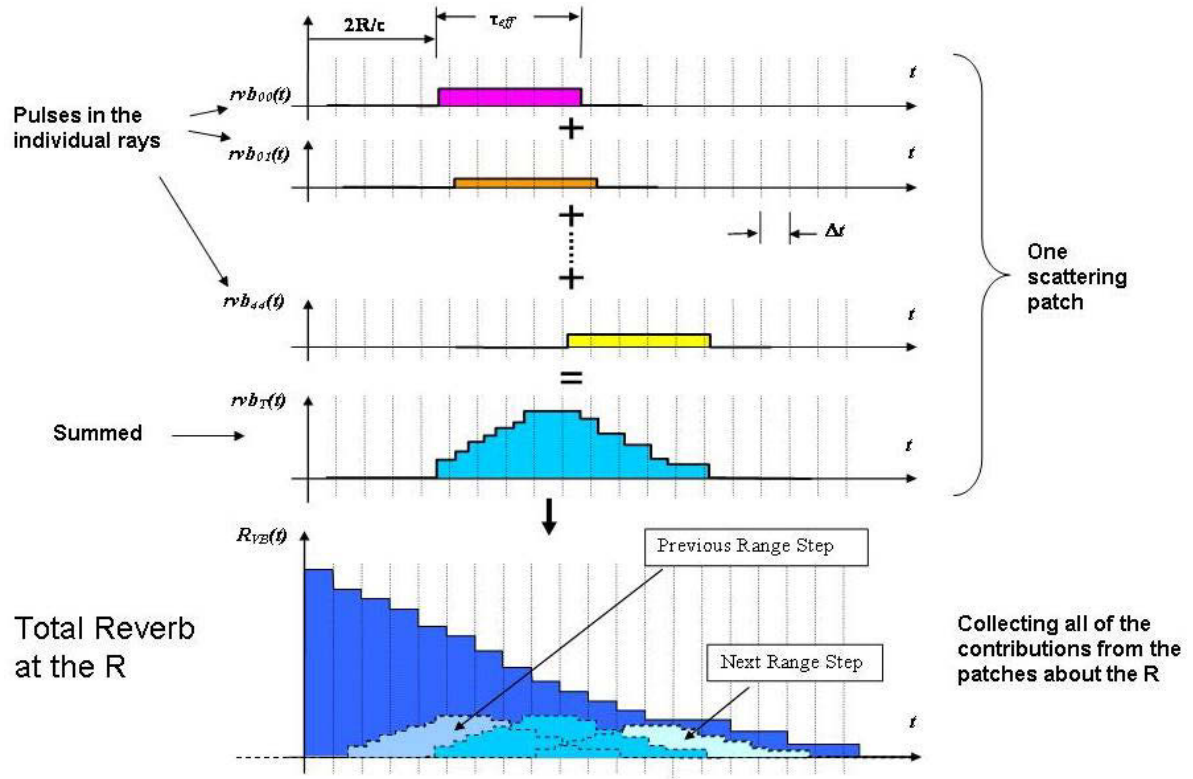 2R/c
τeff
t
rvb00(t)
Pulses in the
individual rays
+
rvb01(t)
t
+
Δt
+
One
scattering
patch
rvb44(t)
t
=
rvbT(t)
Summed
t
RVB(t)
Previous Range Step
Total Reverb
at the R
Next Range Step
Collecting all of the
contributions from the
patches about the R
t